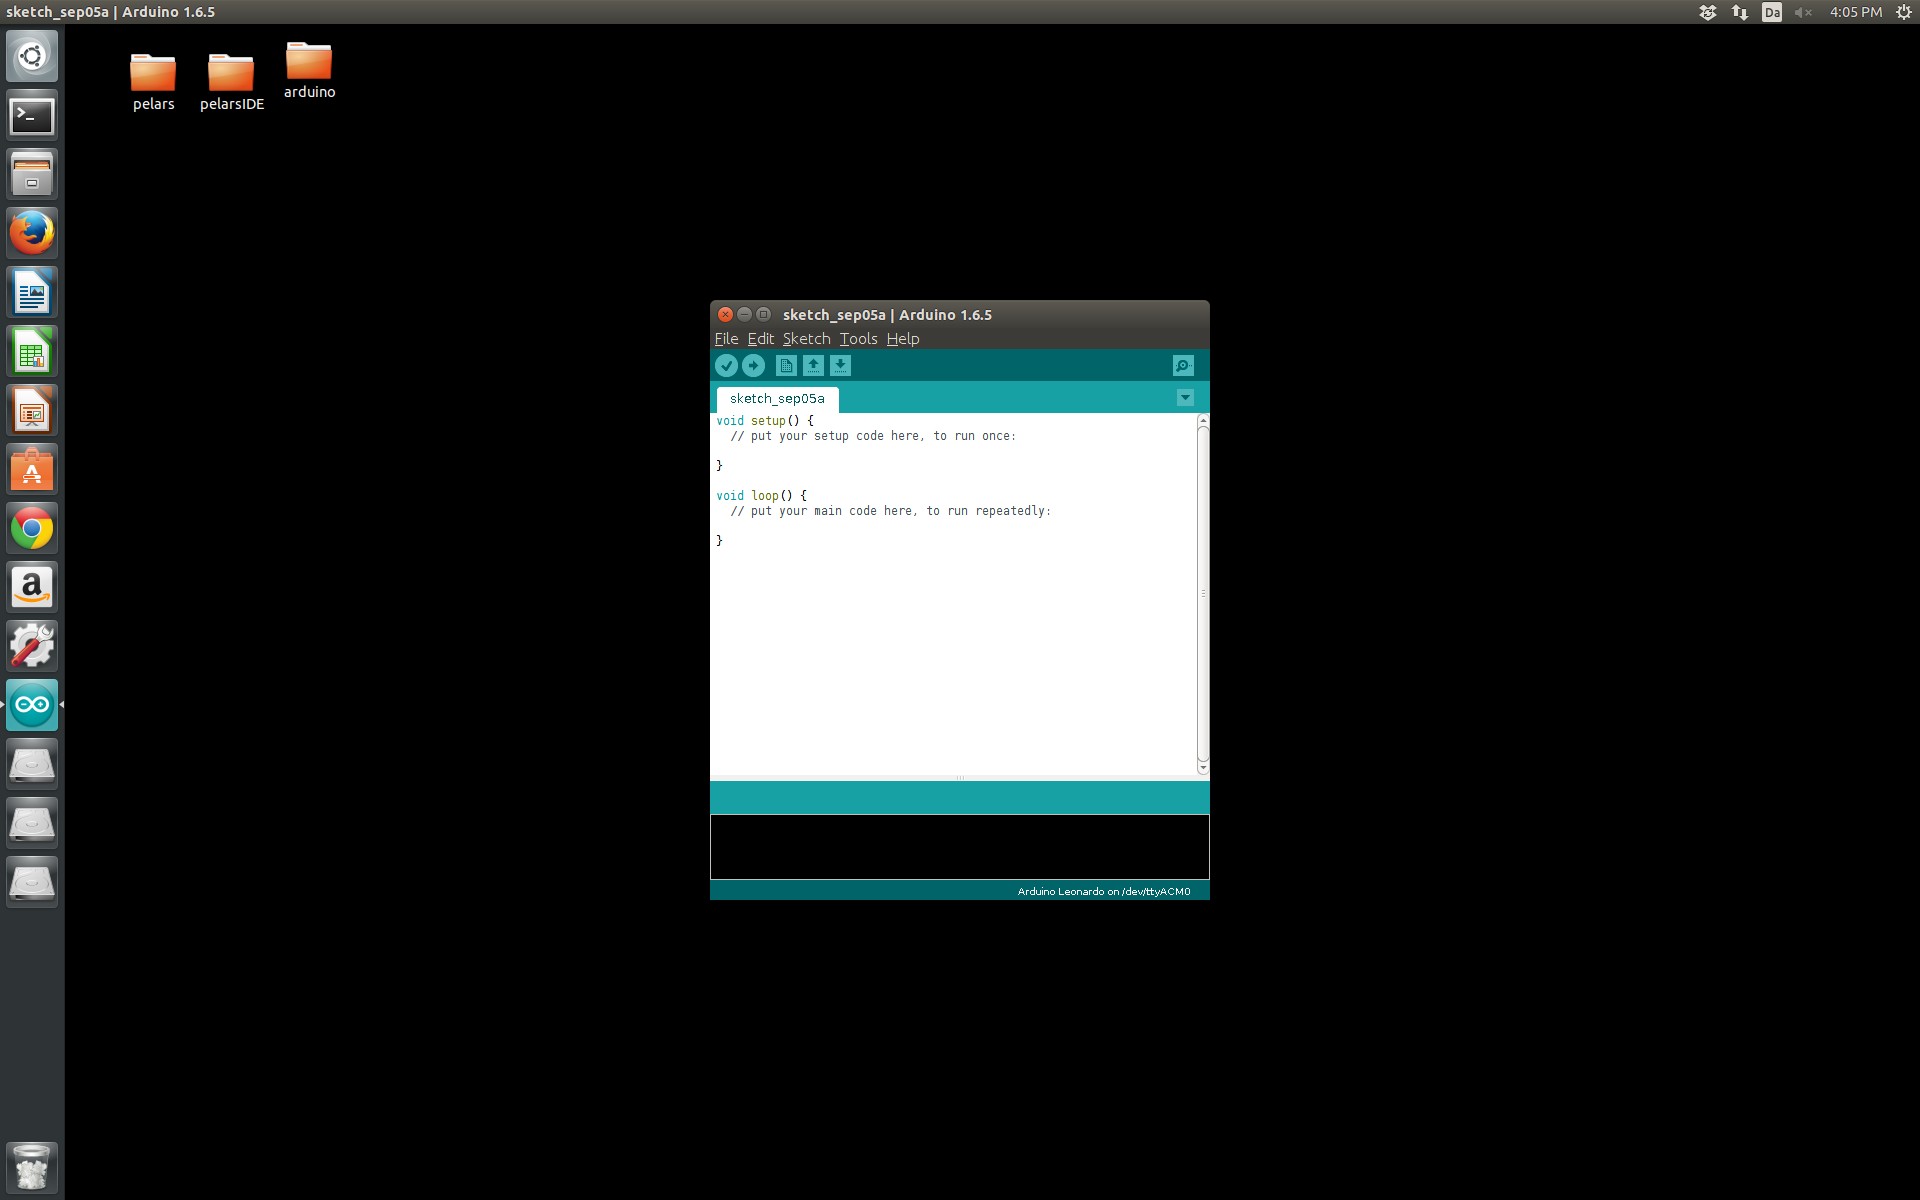 sketch_sep05a | Arduino 1.6.5
Da
4:05 PM
pelars
pelarsIDE
arduino
sketch_sep05a | Arduino 1.6.5
File Edit Sketch Tools Help
sketch_sep05a
void setup() {
// put your setup code here, to run once:
}
void loop() {
// put your main code here, to run repeatedly:
}
Arduino Leonardo on /dev/ttyACM0